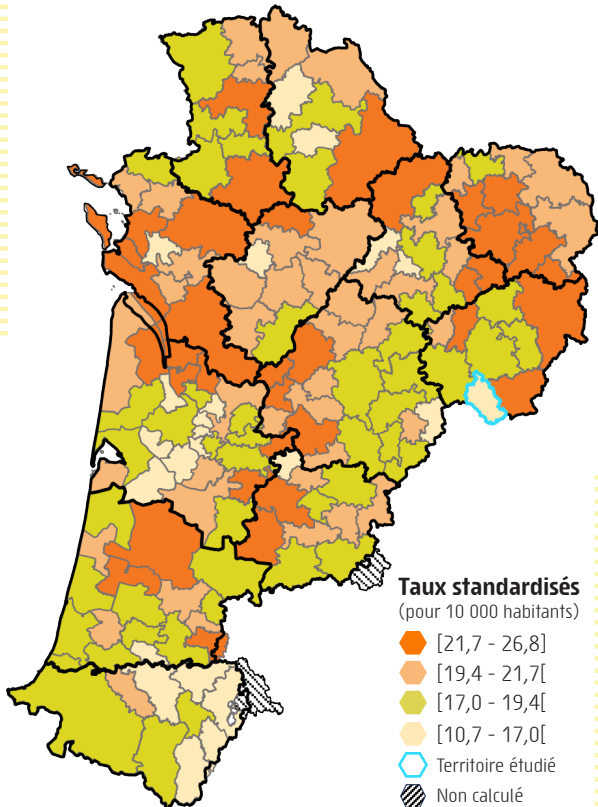 Taux standardisés
(pour 10 000 habitants)
[21,7 - 26,8]
[19,4 - 21,7[
[17,0 - 19,4[
[10,7 - 17,0[
Territoire étudié
Non calculé